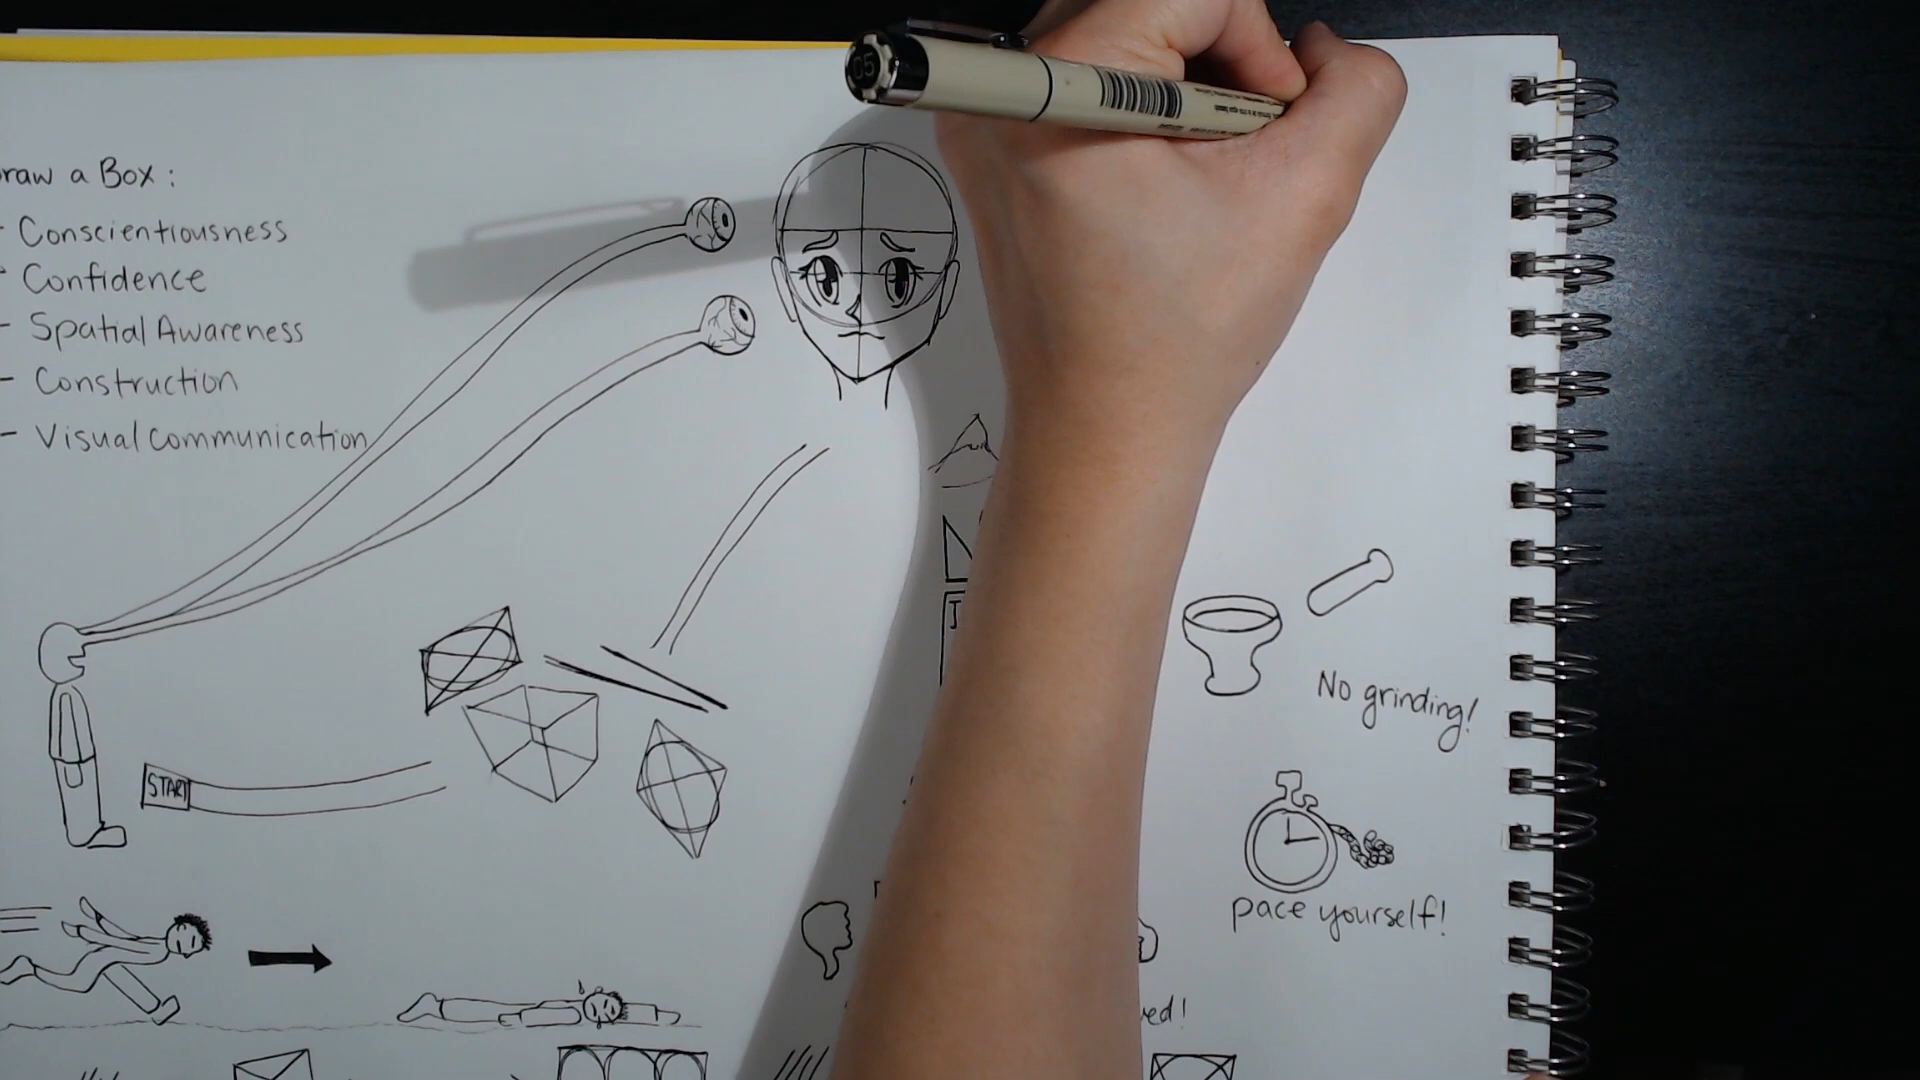 raw a Box :
- Conscientiousness
- Confidence
- Spatial Awareness
- Construction
- Visual Communication
START
05
No grinding!
pace yourself!
ved!